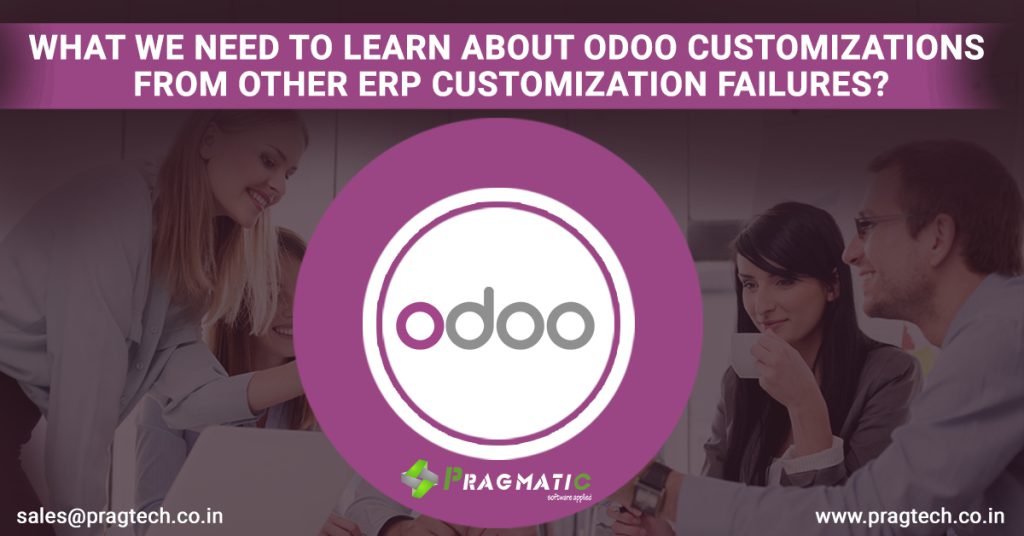 WHAT WE NEED TO LEARN ABOUT ODOO CUSTOMIZATIONS
FROM OTHER ERP CUSTOMIZATION FAILURES?
odoo
PRAGMATIC
software applied
sales@pragtech.co.in
www.pragtech.co.in